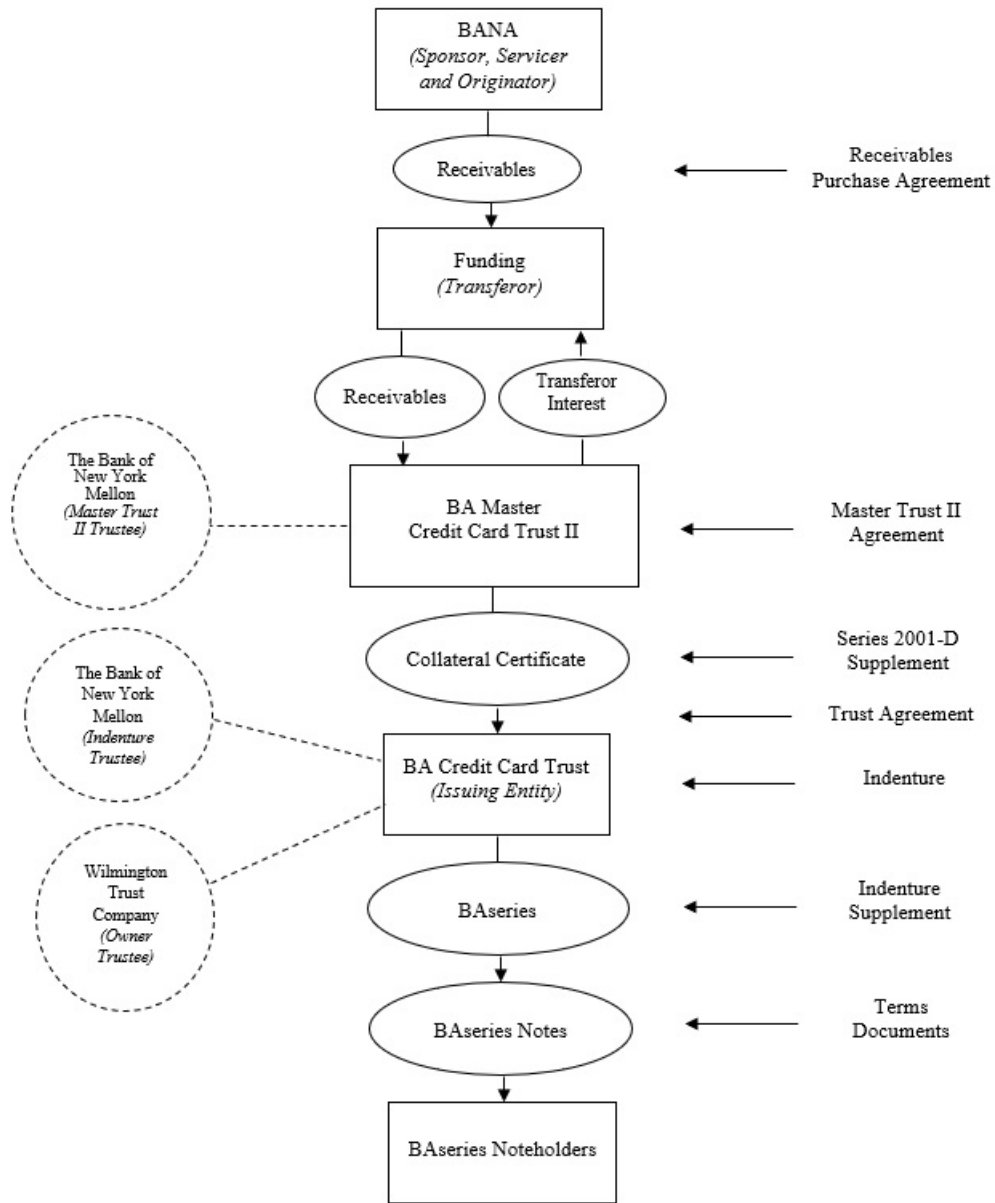 BANA
(Sponsor, Servicer
and Originator)
Receivables
Receivables
Purchase Agreement
Funding
(Transferor)
Receivables
Transferor
Interest
The Bank of
New York
Mellon
(Master Trust
II Trustee)
BA Master
Credit Card Trust II
Master Trust II
Agreement
Collateral Certificate
Series 2001-D
Supplement
The Bank of
New York
Mellon
(Indenture
Trustee)
Trust Agreement
BA Credit Card Trust
(Issuing Entity)
Indenture
Wilmington
Trust
Company
(Owner
Trustee)
BAseries
Indenture
Supplement
BAseries Notes
Terms
Documents
BAseries Noteholders